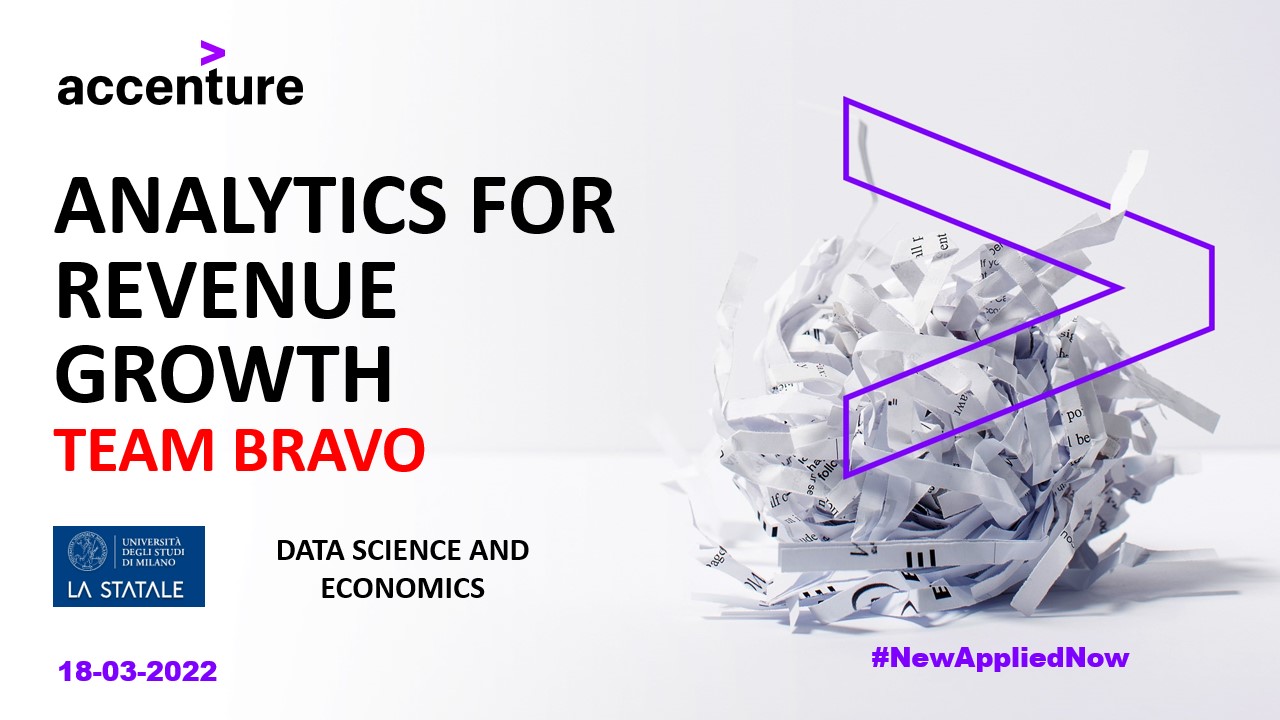 accenture
ANALYTICS FOR
REVENUE
GROWTH
TEAM BRAVO
UNIVERSITÀ
DEGLI STUDI
DI MILANO
LA STATALE
DATA SCIENCE AND
ECONOMICS
18-03-2022
#NewAppliedNow